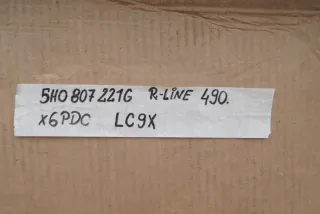 5H0 807 221G R-LINE 490.
x6PDC LC9X